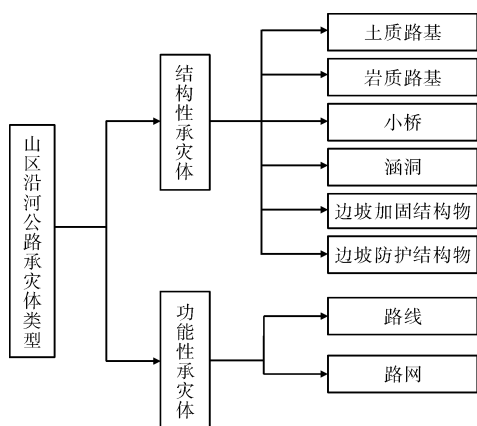 山区沿河公路承灾体类型
结构性承灾体
土质路基
岩质路基
小桥
涵洞
边坡加固结构物
边坡防护结构物
功能性承灾体
路线
路网